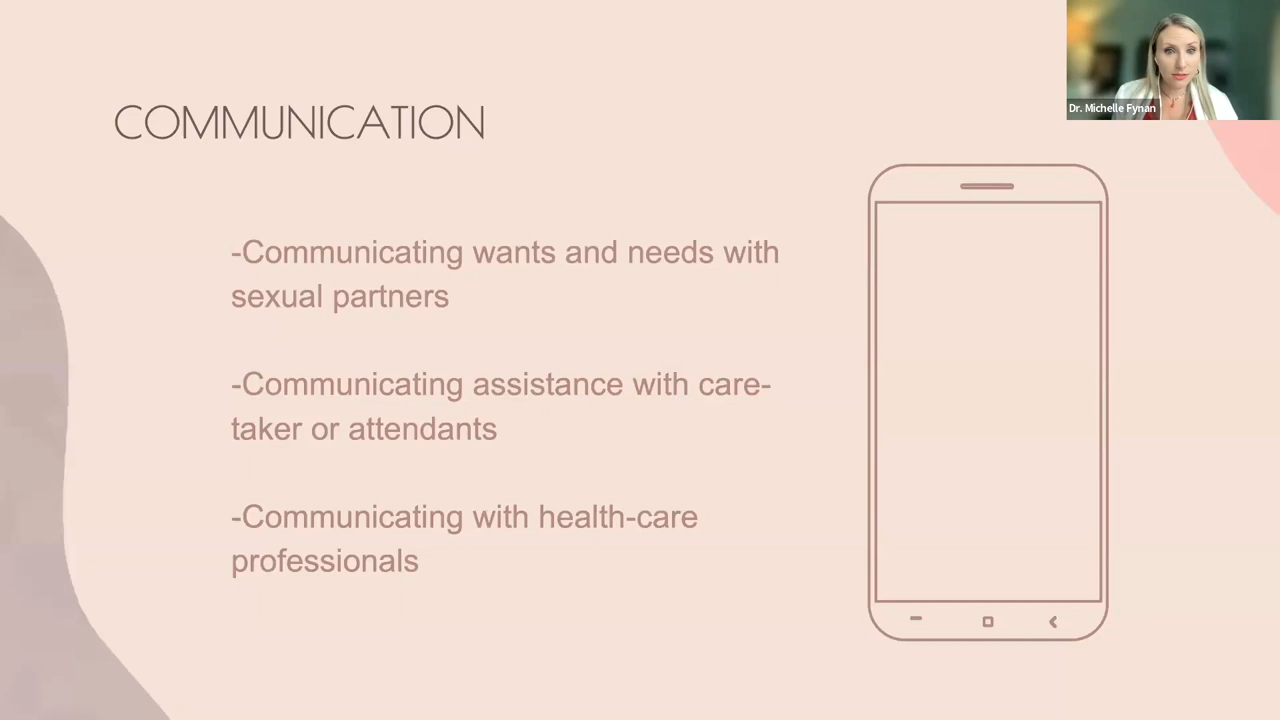 Dr. Michelle Fynan
COMMUNICATION
-Communicating wants and needs with
sexual partners
-Communicating assistance with care-
taker or attendants
-Communicating with health-care
professionals